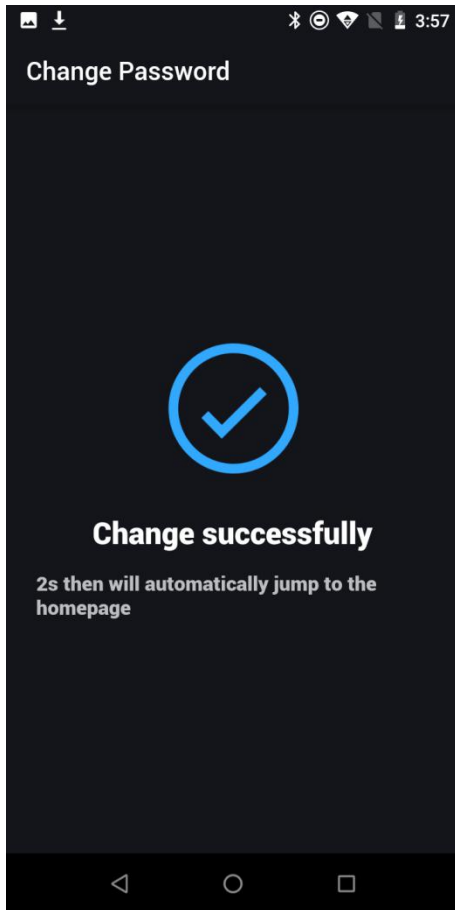 3:57
Change Password
Change successfully
2s then will automatically jump to the
homepage